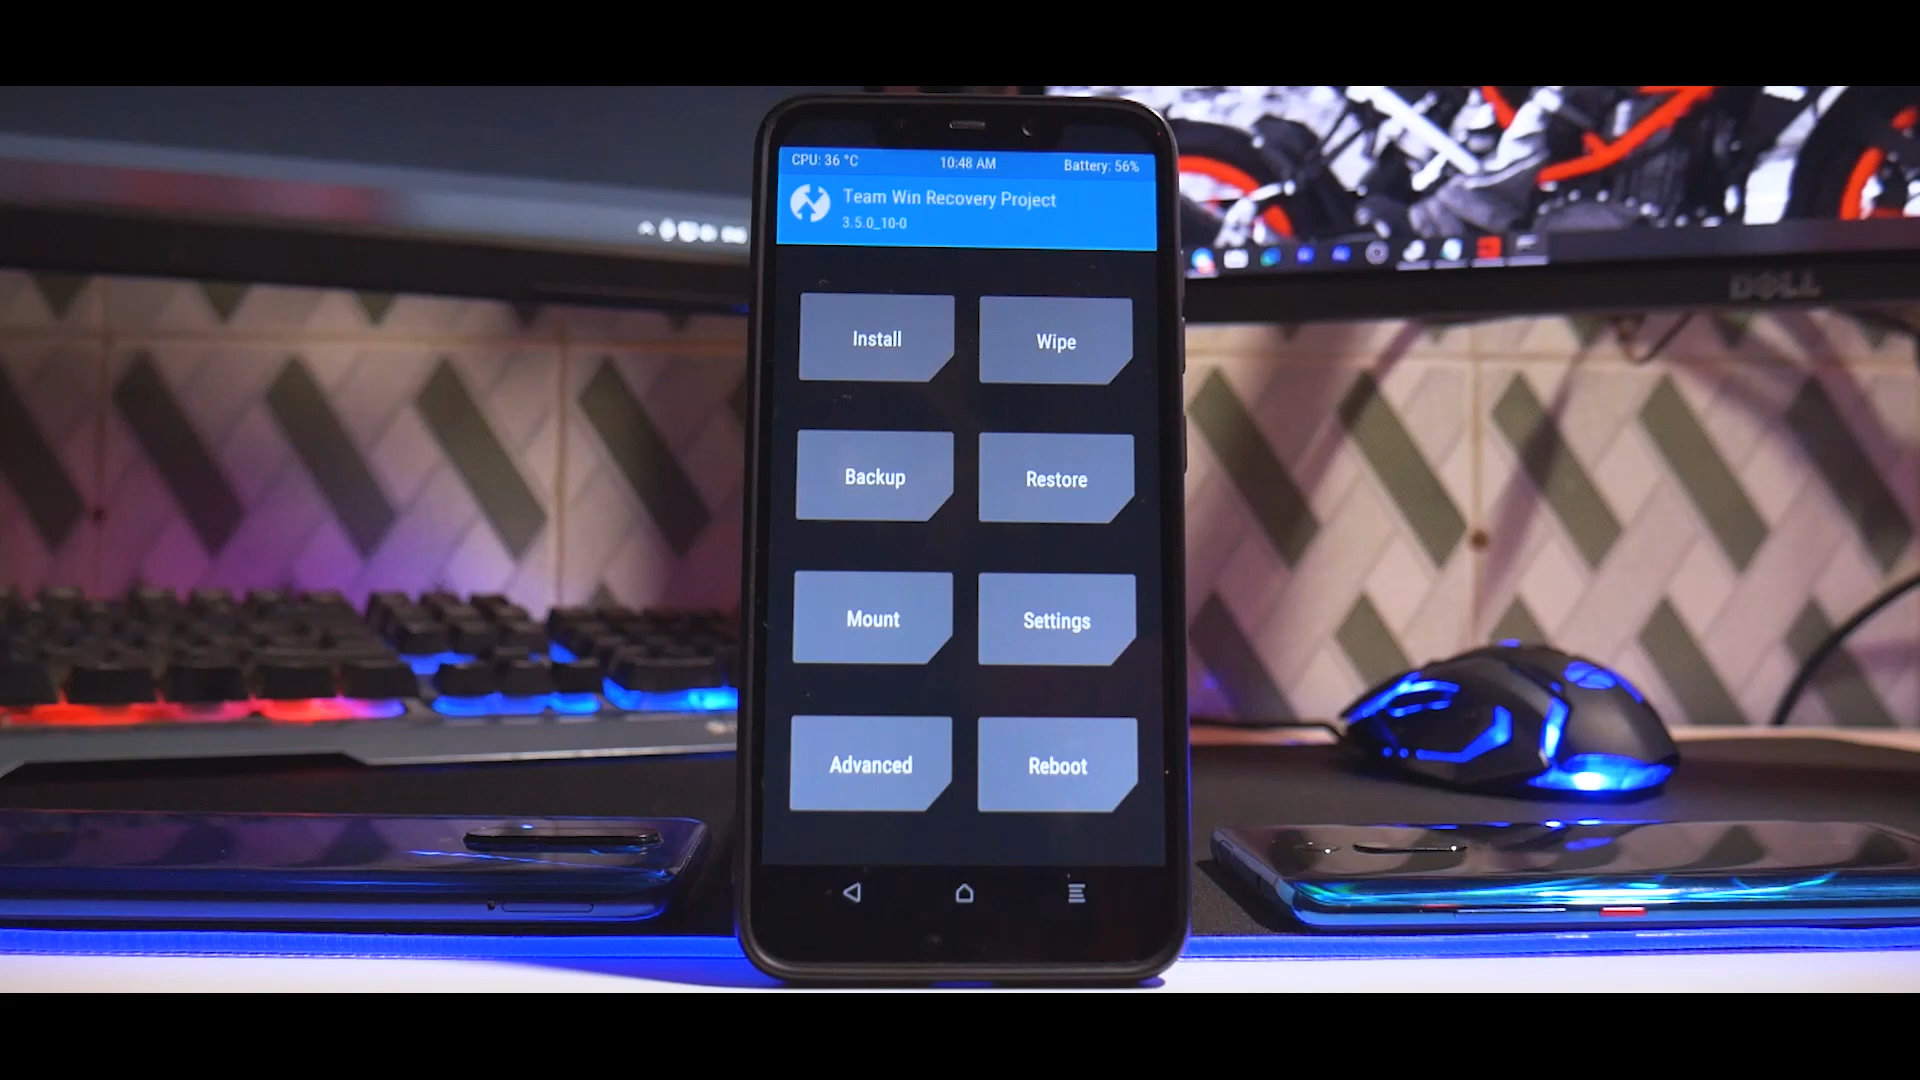 CPU: 36 °C
10:48 AM
Battery: 56%
Team Win Recovery Project
3.5.0_10-0
Install
Wipe
Backup
Restore
Mount
Settings
Advanced
Reboot
DELL